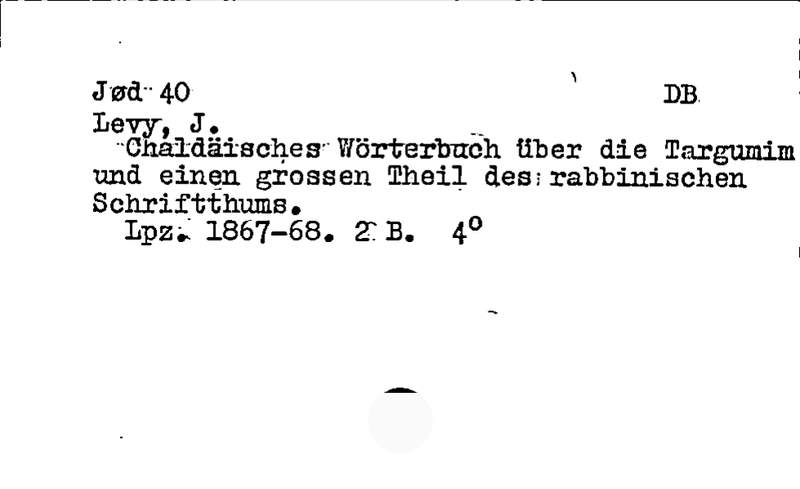 Jød 40 DB
Levy, J.
Chaldäisches Wörterbuch über die Targumim
und einen grossen Theil des rabbinischen
Schriftthums.
Lpz. 1867-68. 2 B. 4º